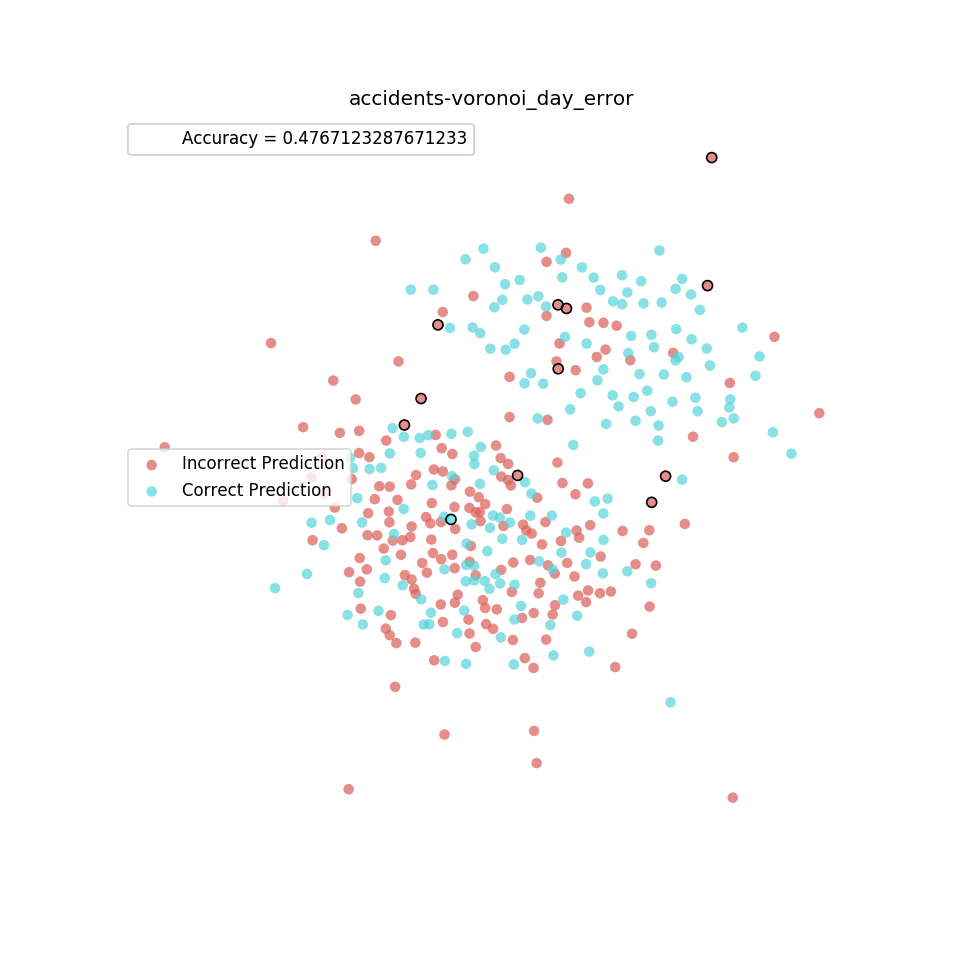 accidents-voronoi_day_error
Accuracy = 0.4767123287671233
Incorrect Prediction
Correct Prediction